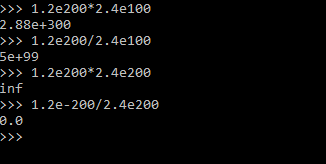 >>> 1.2e200*2.4e100
2.88e+300
>>> 1.2e200/2.4e100
5e+99
>>> 1.2e200*2.4e200
inf
>>> 1.2e-200/2.4e200
0.0
>>>